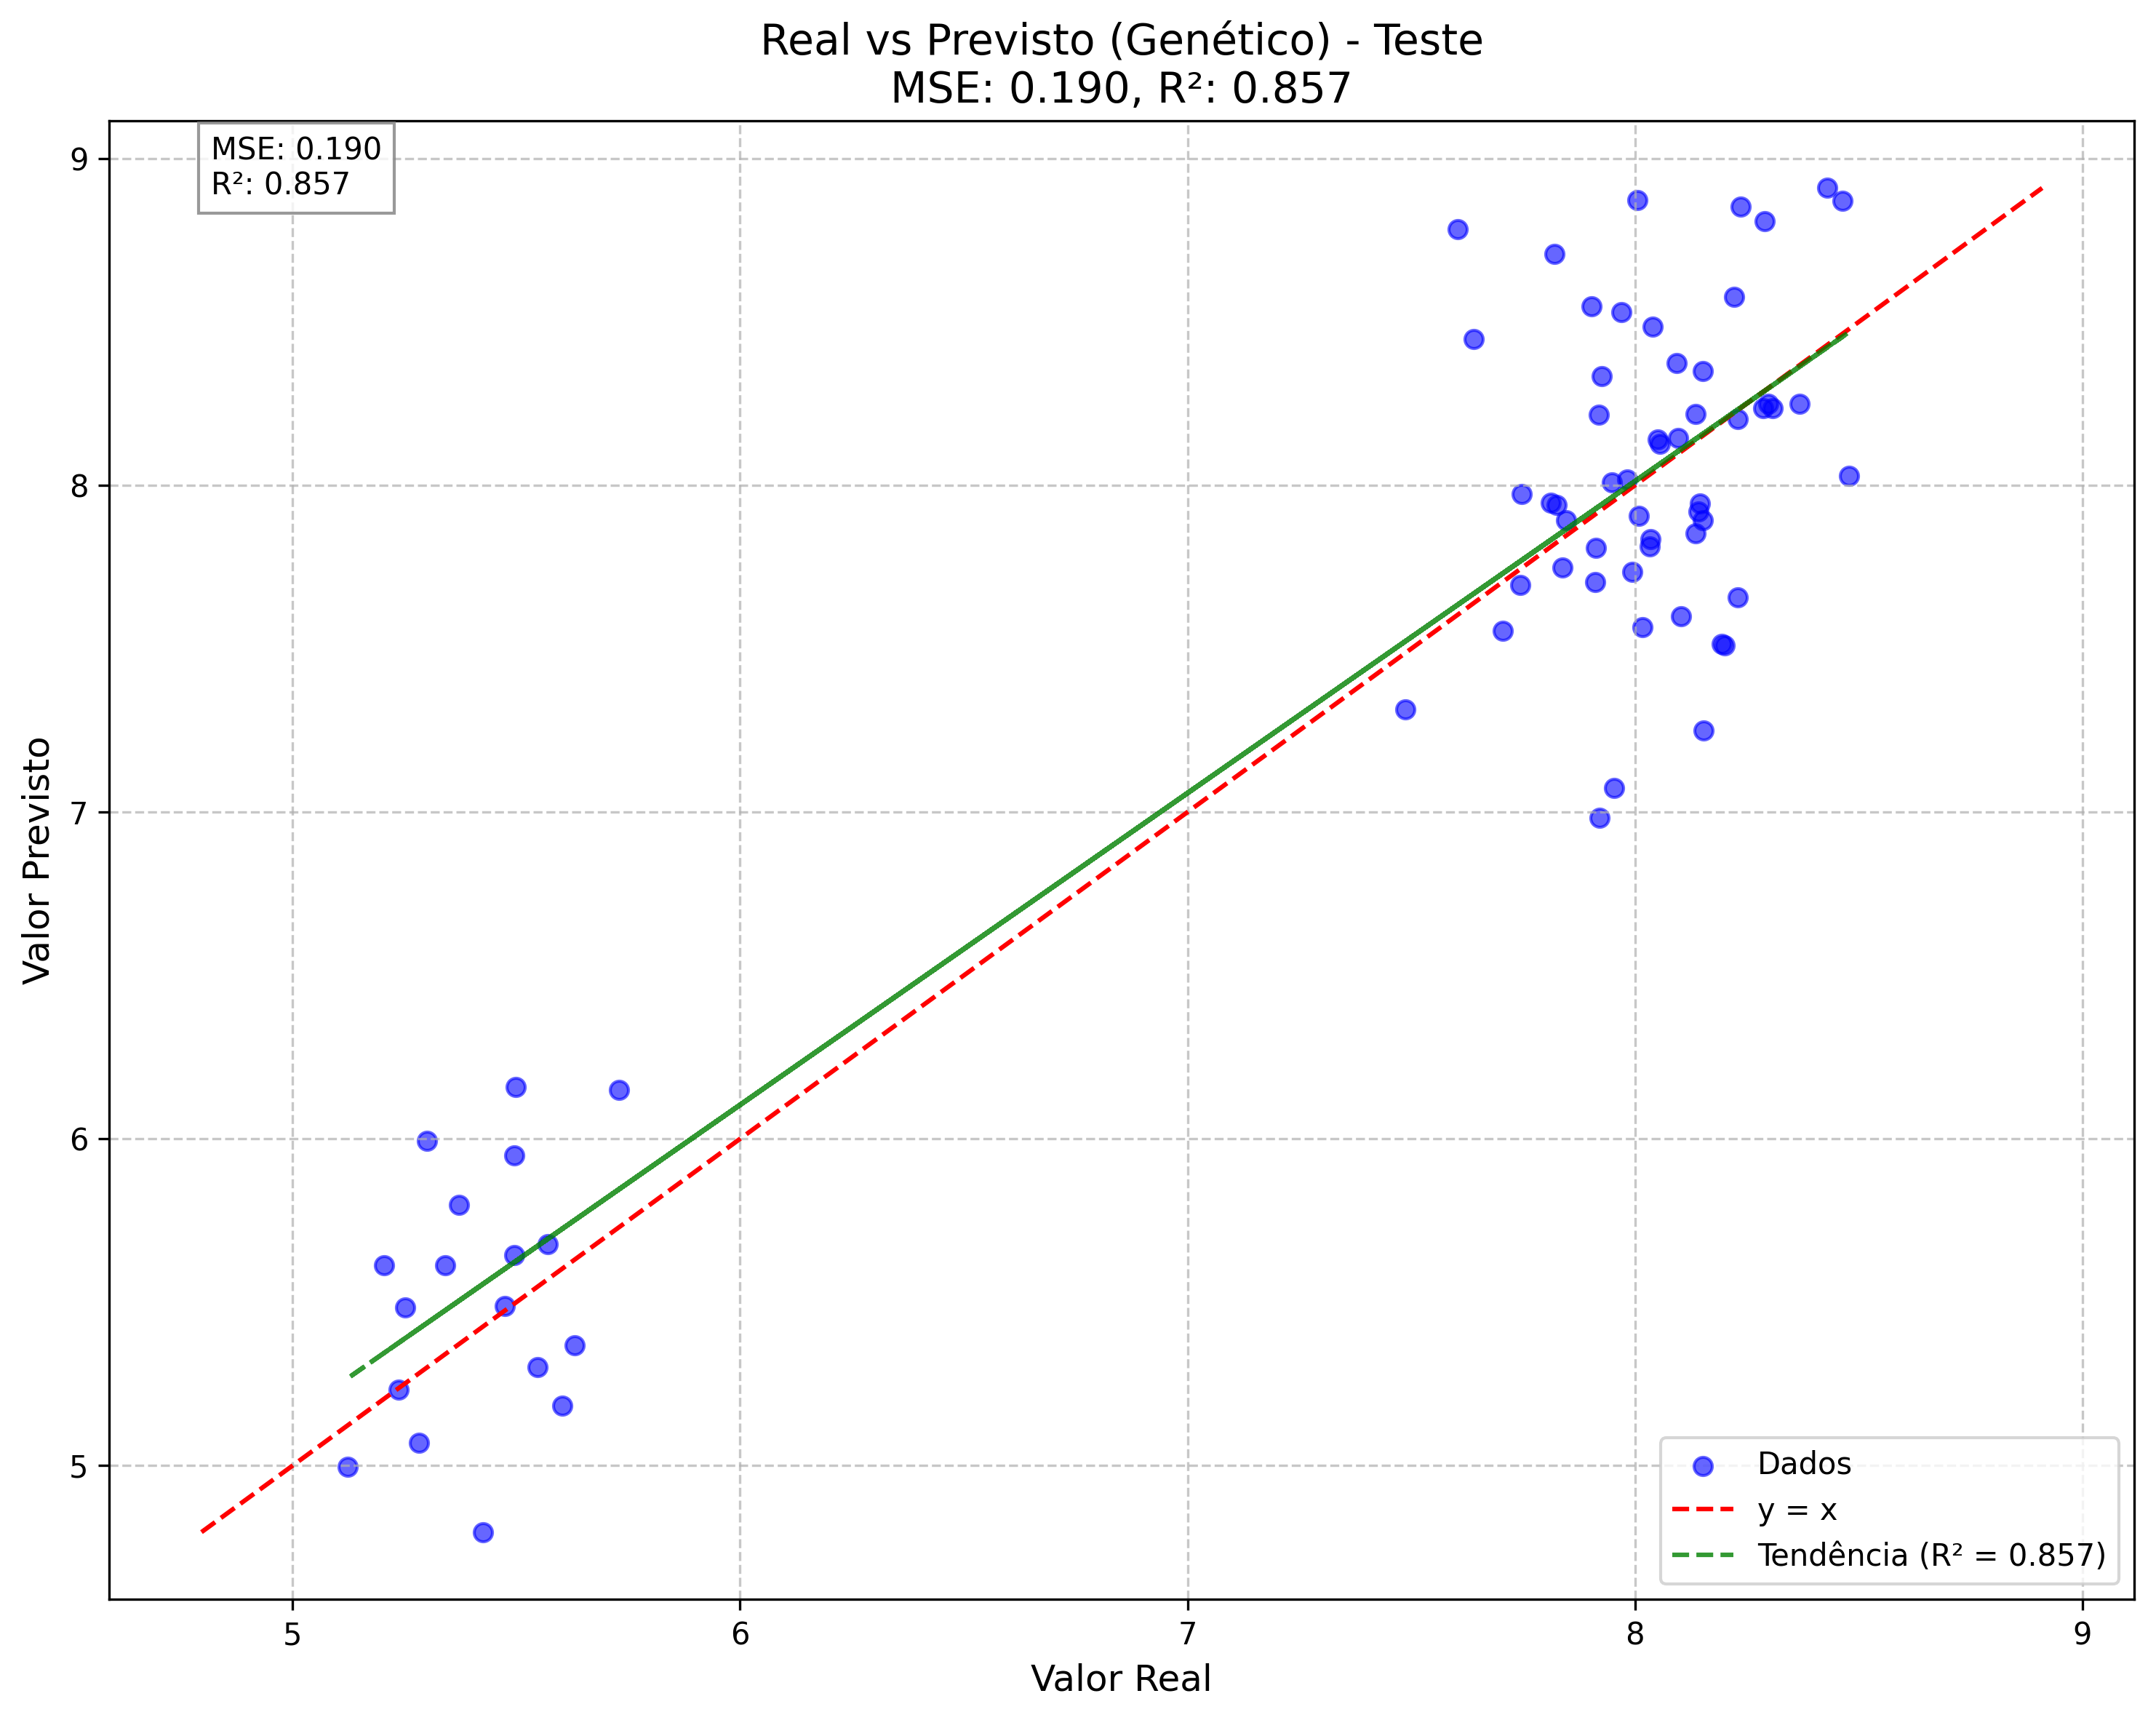 Real vs Previsto (Genético) - Teste
MSE: 0.190, R²: 0.857
MSE: 0.190
R²: 0.857
9
8
7
6
5
Valor Previsto
5
6
7
8
9
Valor Real
Dados
y = x
Tendência (R² = 0.857)